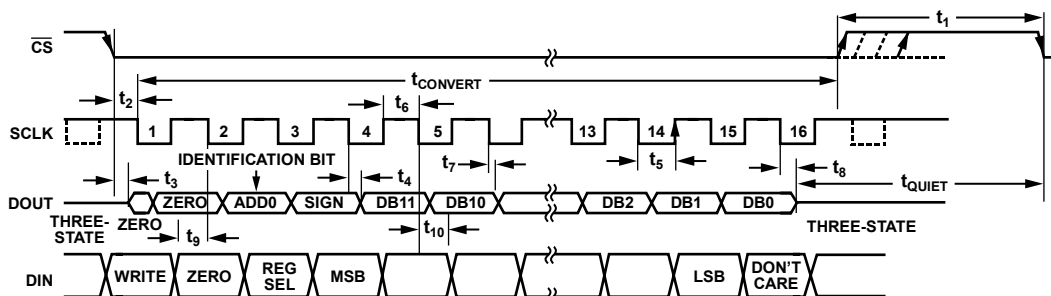 t1
CS
tCONVERT
t2
t6
SCLK
1 2 3 4 5 13 14 15 16
IDENTIFICATION BIT
t7
t5
t8
t3
t4
tQUIET
DOUT
ZERO ADD0 SIGN DB11 DB10 DB2 DB1 DB0
THREE-STATE
ZERO
THREE-STATE
t9
t10
DIN
WRITE ZERO REG SEL MSB LSB DON'T CARE